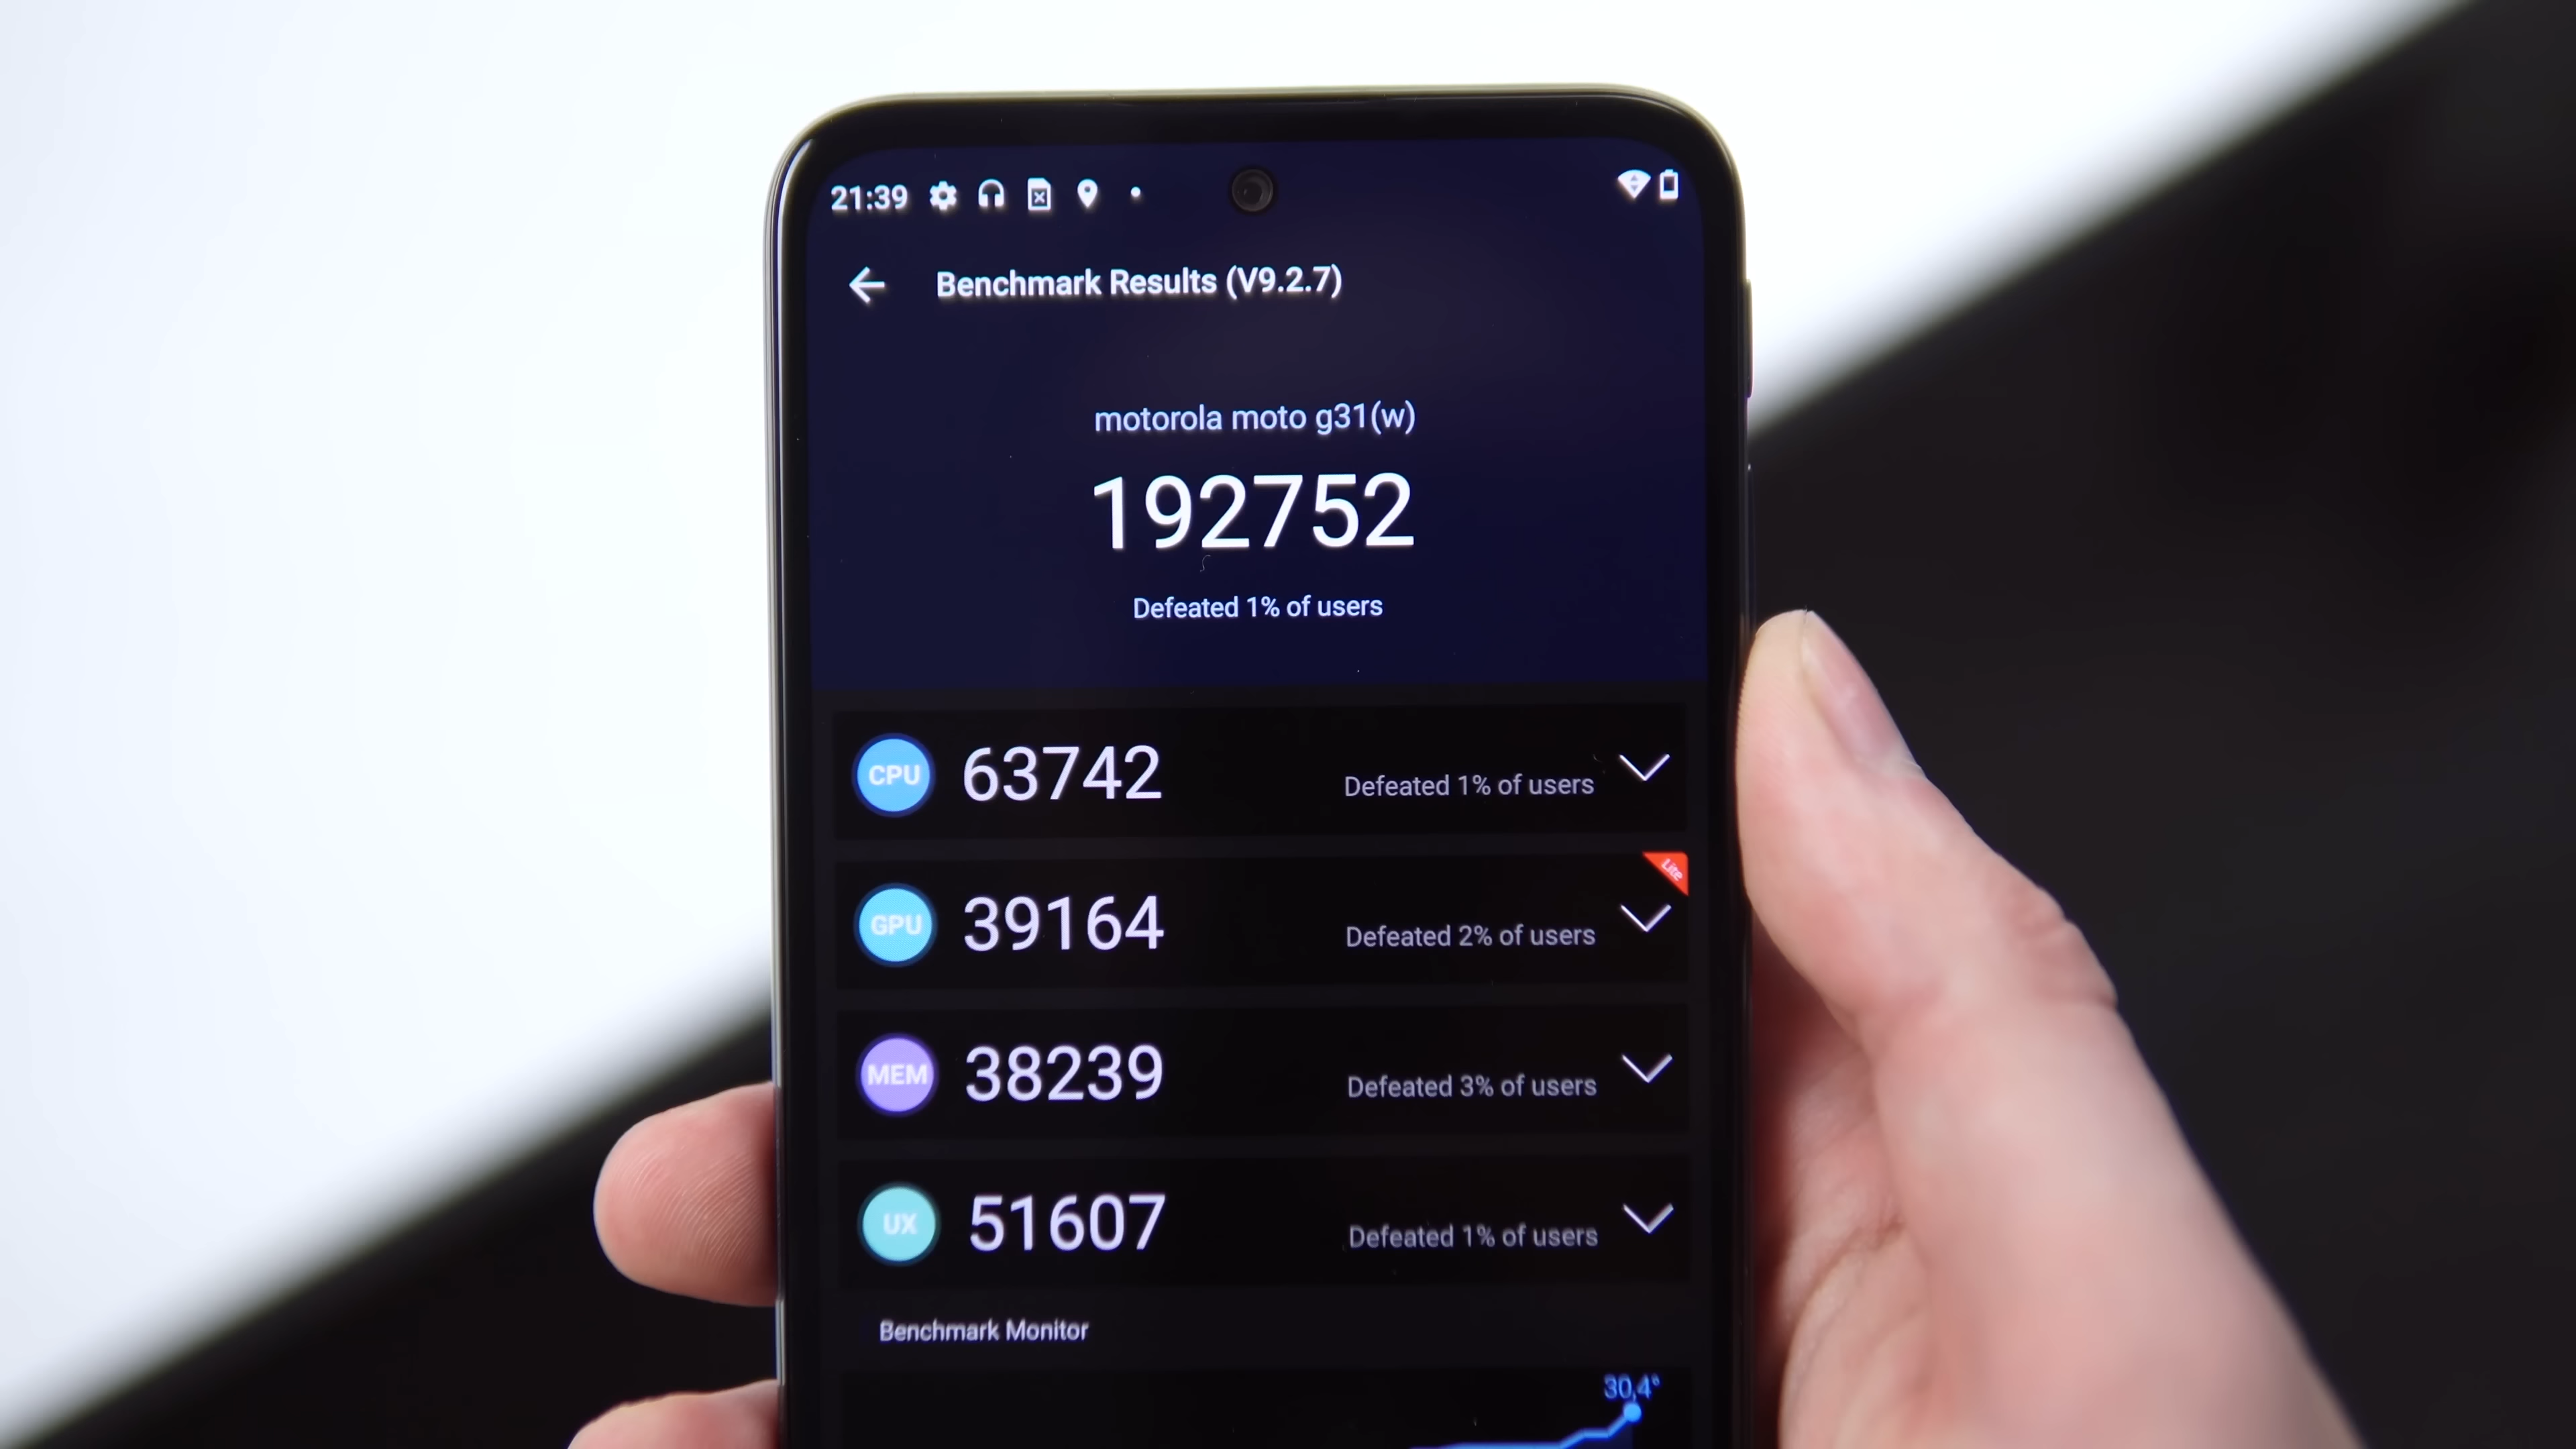 21:39
Benchmark Results (V9.2.7)
motorola moto g31(w)
192752
Defeated 1% of users
CPU 63742 Defeated 1% of users
Lite
GPU 39164 Defeated 2% of users
MEM 38239 Defeated 3% of users
UX 51607 Defeated 1% of users
Benchmark Monitor
30,4°